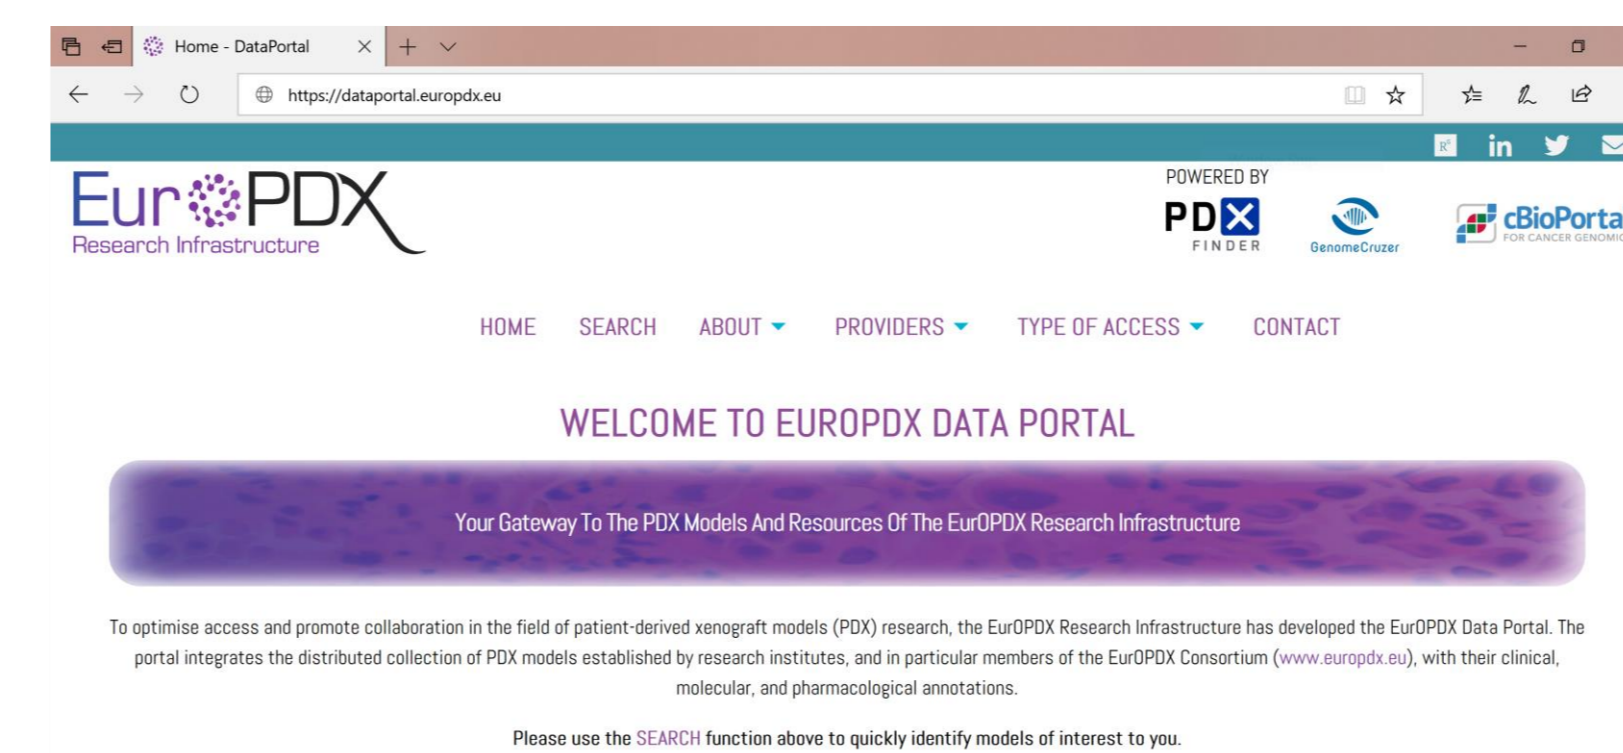 Home - DataPortal
https://dataportal.europdx.eu
R⁶ in
EurOPDX
Research Infrastructure
POWERED BY
PDX
FINDER
GenomeCruzer
cBioPorta
FOR CANCER GENOMIC
HOME SEARCH ABOUT PROVIDERS TYPE OF ACCESS CONTACT
WELCOME TO EUROPDX DATA PORTAL
Your Gateway To The PDX Models And Resources Of The EurOPDX Research Infrastructure
To optimise access and promote collaboration in the field of patient-derived xenograft models (PDX) research, the EurOPDX Research Infrastructure has developed the EurOPDX Data Portal. The
portal integrates the distributed collection of PDX models established by research institutes, and in particular members of the EurOPDX Consortium (www.europdx.eu), with their clinical,
molecular, and pharmacological annotations.
Please use the SEARCH function above to quickly identify models of interest to you.